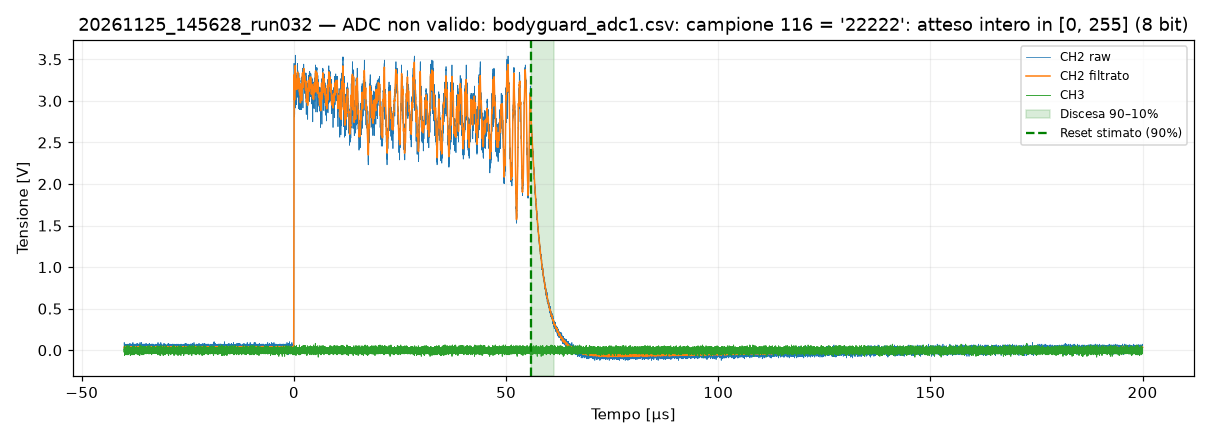 20261125_145628_run032 — ADC non valido: bodyguard_adc1.csv: campione 116 = '22222': atteso intero in [0, 255] (8 bit)
CH2 raw
CH2 filtrato
CH3
Discesa 90–10%
Reset stimato (90%)
Tensione [V]
3.5
3.0
2.5
2.0
1.5
1.0
0.5
0.0
−50
0
50
100
150
200
Tempo [µs]